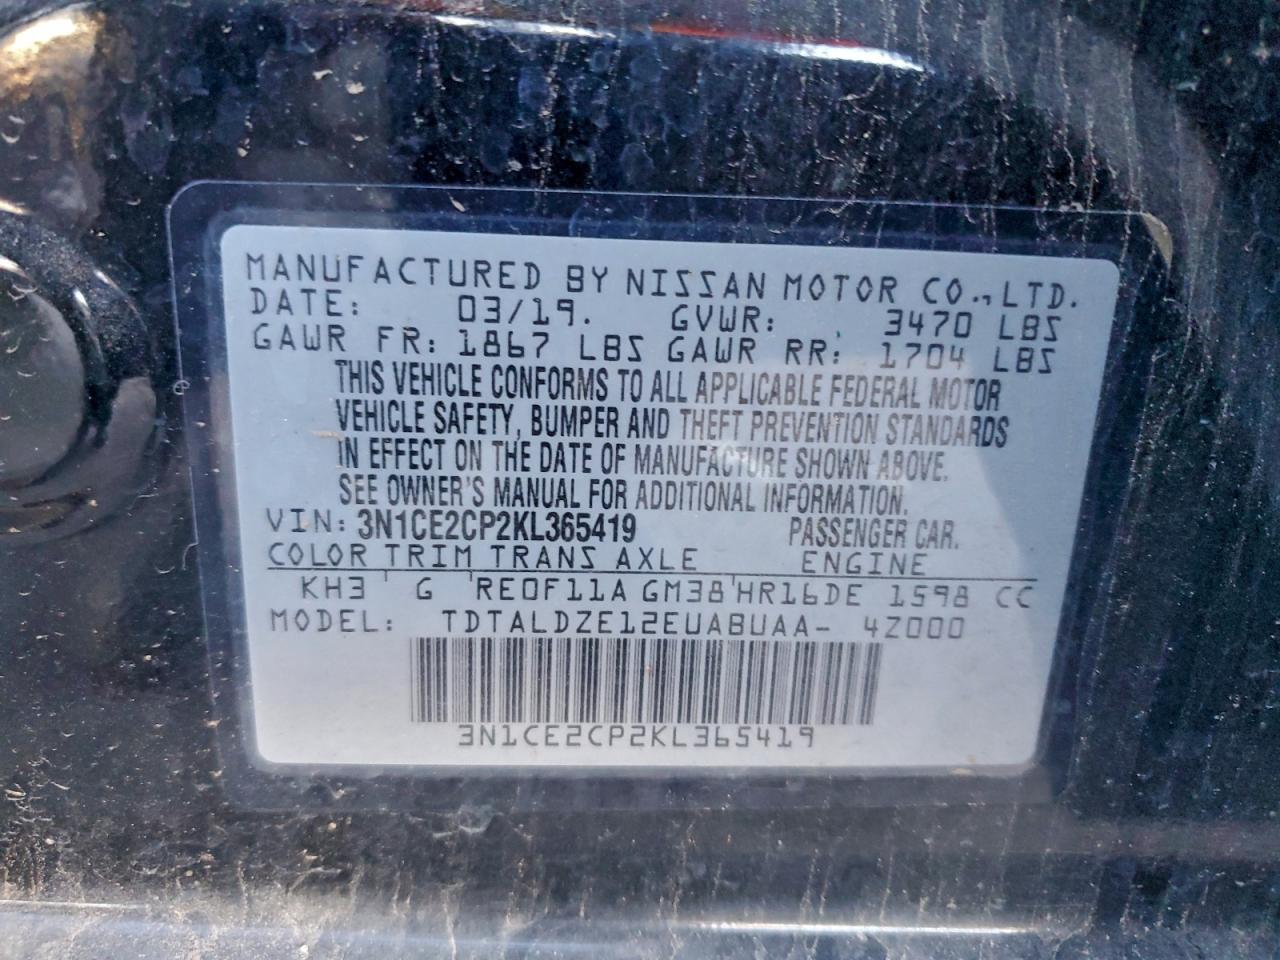 MANUFACTURED BY NISSAN MOTOR CO., LTD.
DATE: 03/19. GVWR: 3470 LBS
GAWR FR: 1867 LBS GAWR RR: 1704 LBS
THIS VEHICLE CONFORMS TO ALL APPLICABLE FEDERAL MOTOR
VEHICLE SAFETY, BUMPER AND THEFT PREVENTION STANDARDS
IN EFFECT ON THE DATE OF MANUFACTURE SHOWN ABOVE.
SEE OWNER'S MANUAL FOR ADDITIONAL INFORMATION.
VIN: 3N1CE2CP2KL365419 PASSENGER CAR.
COLOR TRIM TRANS AXLE ENGINE
KH3 ' G ' RE0F11A GM38 ' HR16DE 1598 CC
MODEL: TDTALDZE12EUABUAA- 4Z000
3N1CE2CP2KL365419